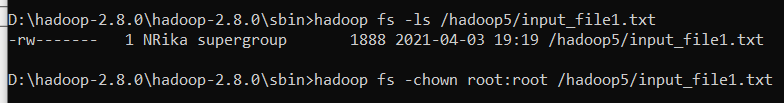 D:\hadoop-2.8.0\hadoop-2.8.0\sbin>hadoop fs -ls /hadoop5/input_file1.txt
-rw-------   1 NRika supergroup       1888 2021-04-03 19:19 /hadoop5/input_file1.txt
D:\hadoop-2.8.0\hadoop-2.8.0\sbin>hadoop fs -chown root:root /hadoop5/input_file1.txt